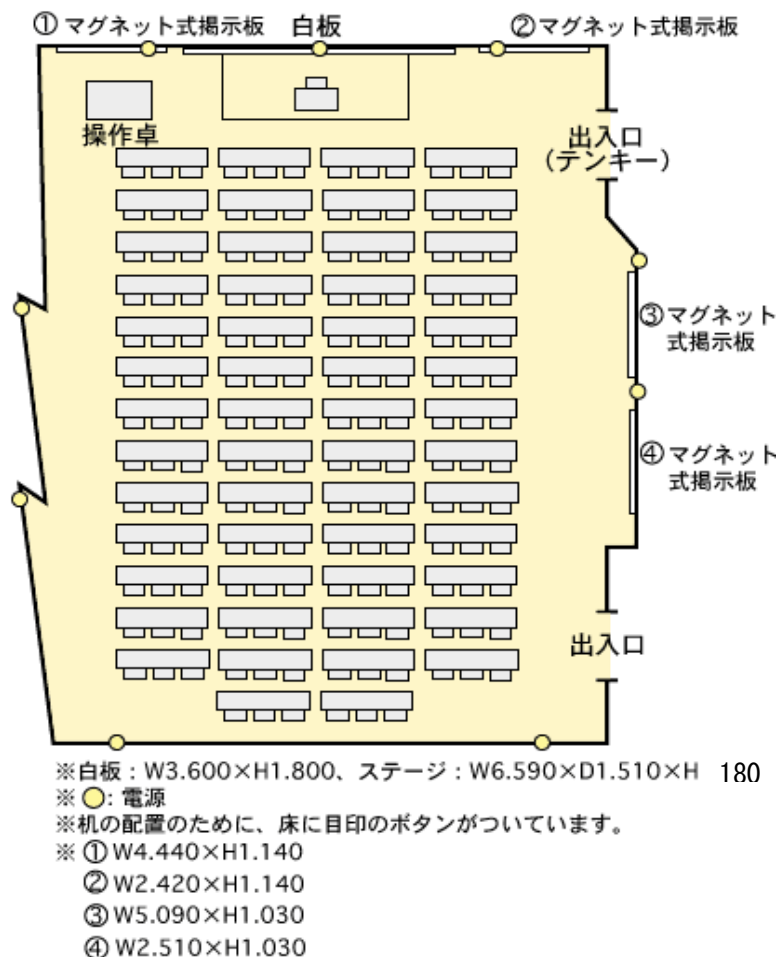 ① マグネット式掲示板 白板 ②マグネット式掲示板
操作卓
出入口
（テンキー）
③マグネット
式掲示板
④マグネット
式掲示板
出入口
※白板：W3.600×H1.800、ステージ：W6.590×D1.510×H 180
※ ：電源
※机の配置のために、床に目印のボタンがついています。
※ ① W4.440×H1.140
② W2.420×H1.140
③ W5.090×H1.030
④ W2.510×H1.030